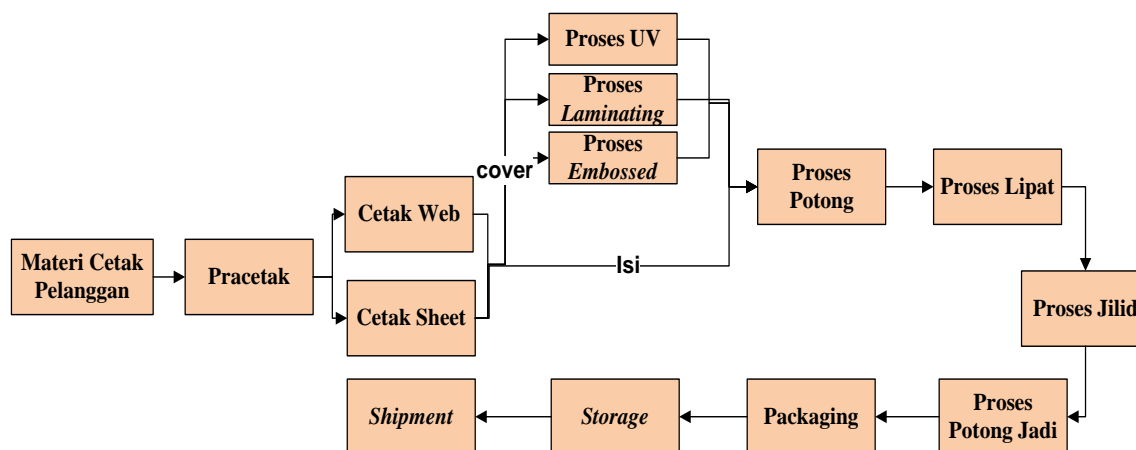 Materi Cetak
Pelanggan
Pracetak
Cetak Web
Cetak Sheet
cover
Isi
Proses UV
Proses
Laminating
Proses
Embossed
Proses
Potong
Proses Lipat
Proses Jilid
Proses
Potong Jadi
Packaging
Storage
Shipment